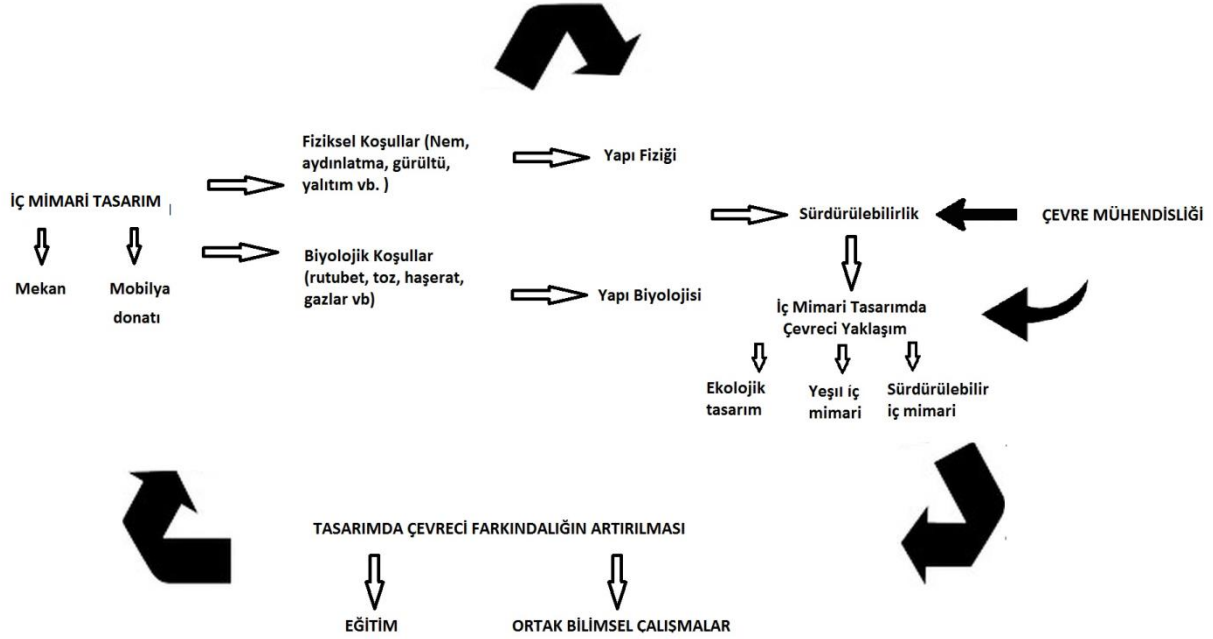 Fiziksel Koşullar (Nem,
aydınlatma, gürültü,
yalıtım vb. )
Yapı Fiziği
İÇ MİMARİ TASARIM
Sürdürülebilirlik
ÇEVRE MÜHENDİSLİĞİ
Biyolojik Koşullar
(rutubet, toz, haşerat,
gazlar vb)
Mekan
Mobilya
donatı
Yapı Biyolojisi
İç Mimari Tasarımda
Çevreci Yaklaşım
Ekolojik
tasarım
Yeşil iç
mimari
Sürdürülebilir
iç mimari
TASARIMDA ÇEVRECİ FARKINDALIĞIN ARTIRILMASI
EĞİTİM
ORTAK BİLİMSEL ÇALIŞMALAR